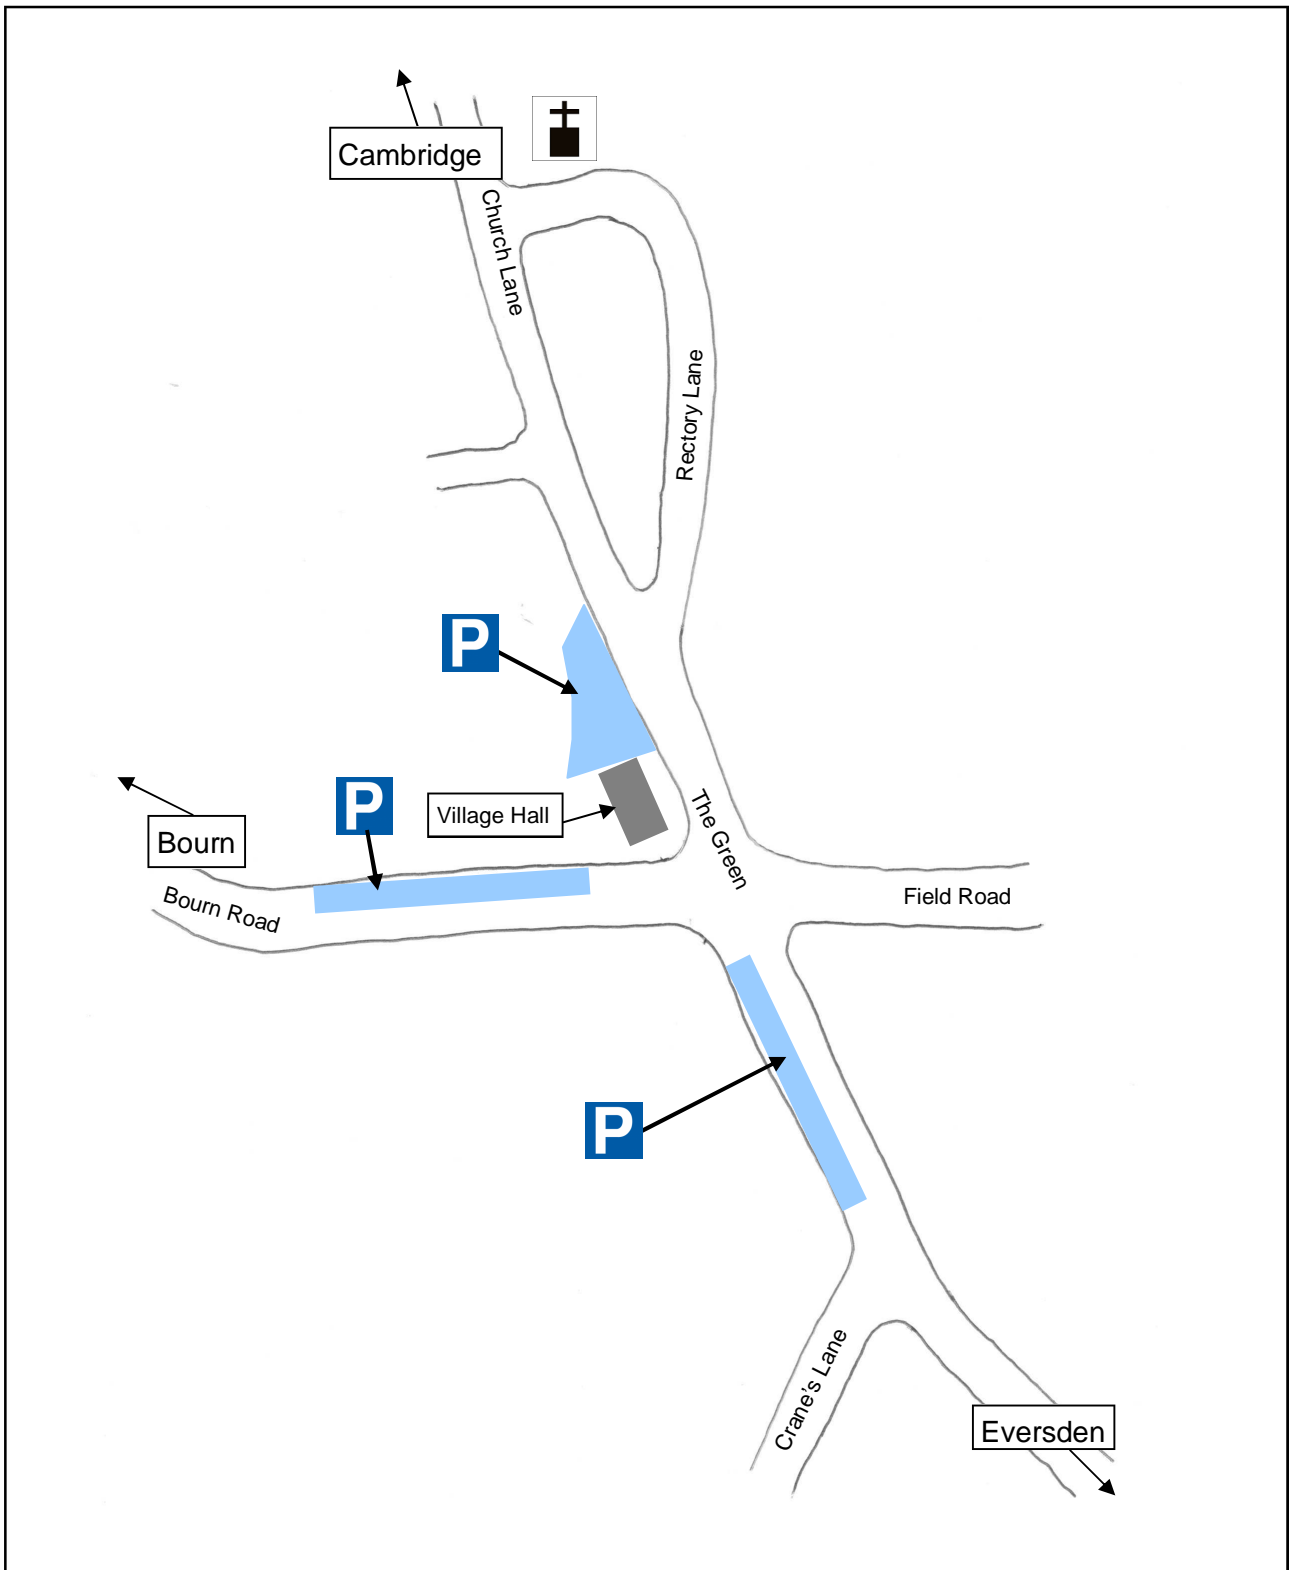 Cambridge
Church Lane
Rectory Lane
P
P
Village Hall
The Green
Bourn
Bourn Road
Field Road
P
Crane's Lane
Eversden